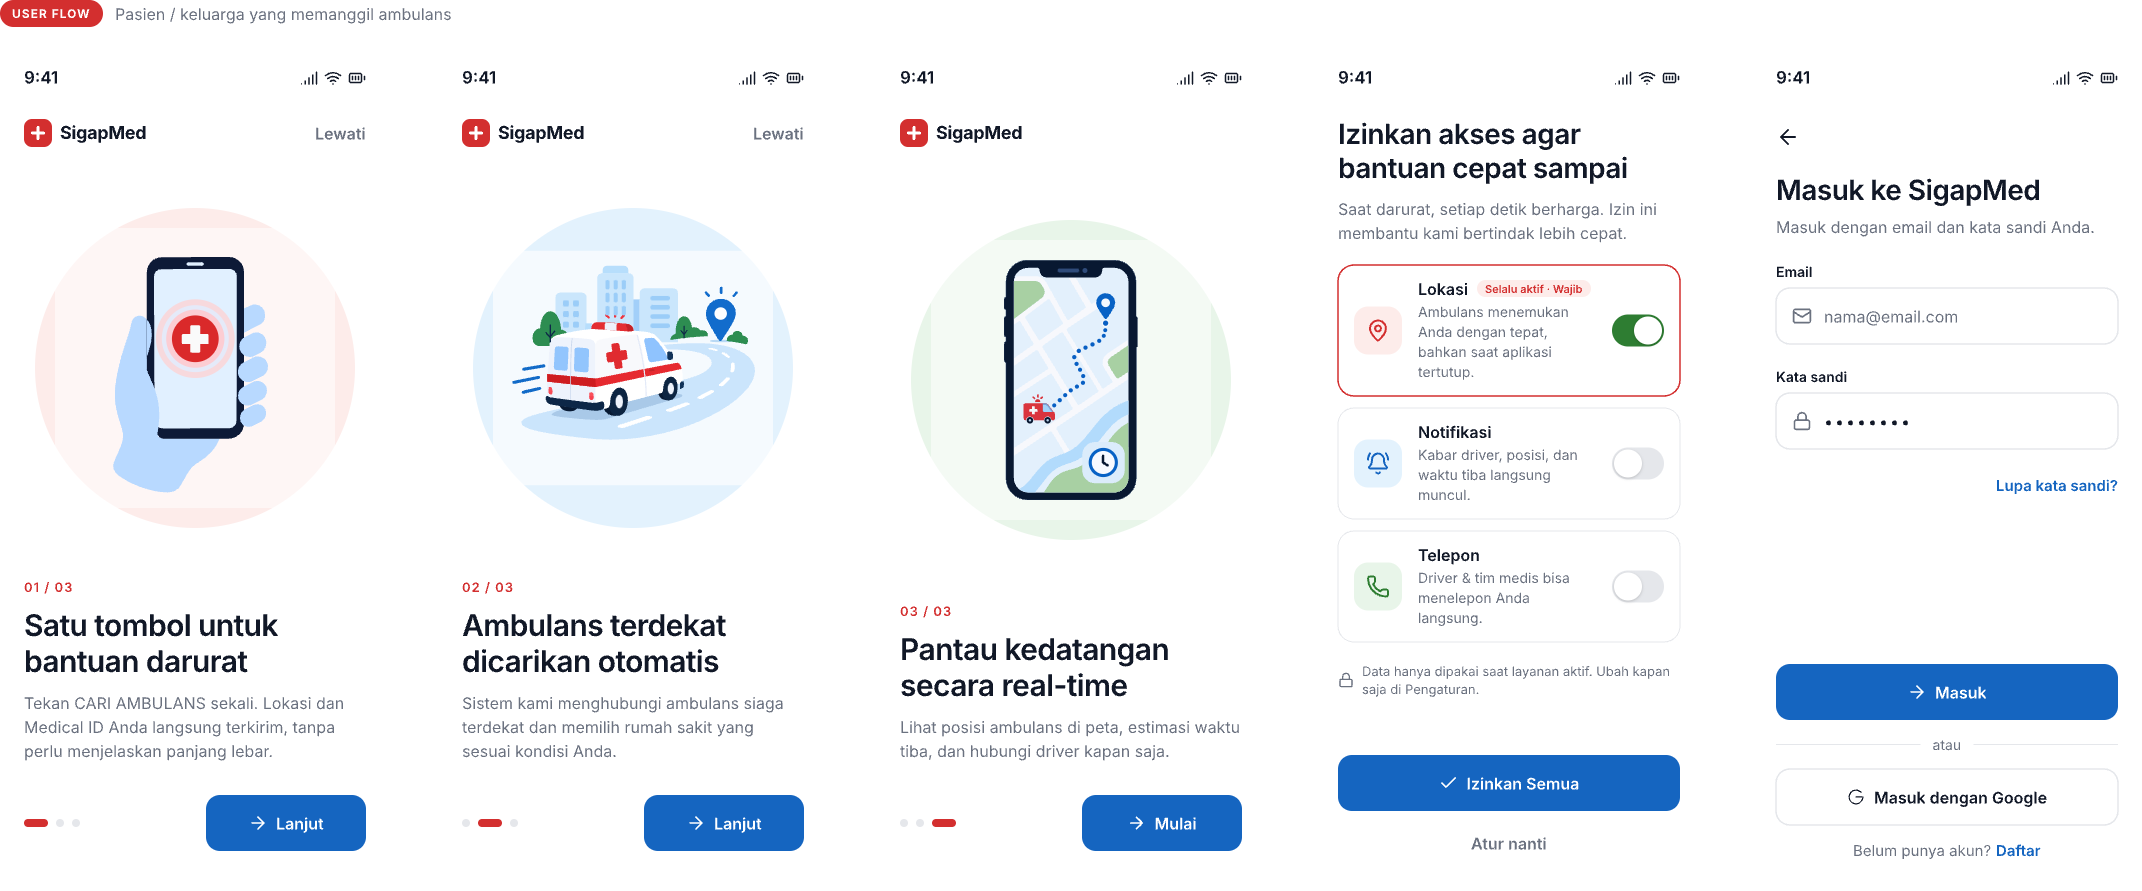 USER FLOW
Pasien / keluarga yang memanggil ambulans
9:41
SigapMed
Lewati
01 / 03
Satu tombol untuk
bantuan darurat
Tekan CARI AMBULANS sekali. Lokasi dan
Medical ID Anda langsung terkirim, tanpa
perlu menjelaskan panjang lebar.
Lanjut
9:41
SigapMed
Lewati
02 / 03
Ambulans terdekat
dicarikan otomatis
Sistem kami menghubungi ambulans siaga
terdekat dan memilih rumah sakit yang
sesuai kondisi Anda.
Lanjut
9:41
SigapMed
03 / 03
Pantau kedatangan
secara real-time
Lihat posisi ambulans di peta, estimasi waktu
tiba, dan hubungi driver kapan saja.
Mulai
9:41
Izinkan akses agar
bantuan cepat sampai
Saat darurat, setiap detik berharga. Izin ini
membantu kami bertindak lebih cepat.
Lokasi
Selalu aktif · Wajib
Ambulans menemukan
Anda dengan tepat,
bahkan saat aplikasi
tertutup.
Notifikasi
Kabar driver, posisi, dan
waktu tiba langsung
muncul.
Telepon
Driver & tim medis bisa
menelepon Anda
langsung.
Data hanya dipakai saat layanan aktif. Ubah kapan
saja di Pengaturan.
Izinkan Semua
Atur nanti
9:41
Masuk ke SigapMed
Masuk dengan email dan kata sandi Anda.
Email
nama@email.com
Kata sandi
••••••••
Lupa kata sandi?
Masuk
atau
Masuk dengan Google
Belum punya akun? Daftar